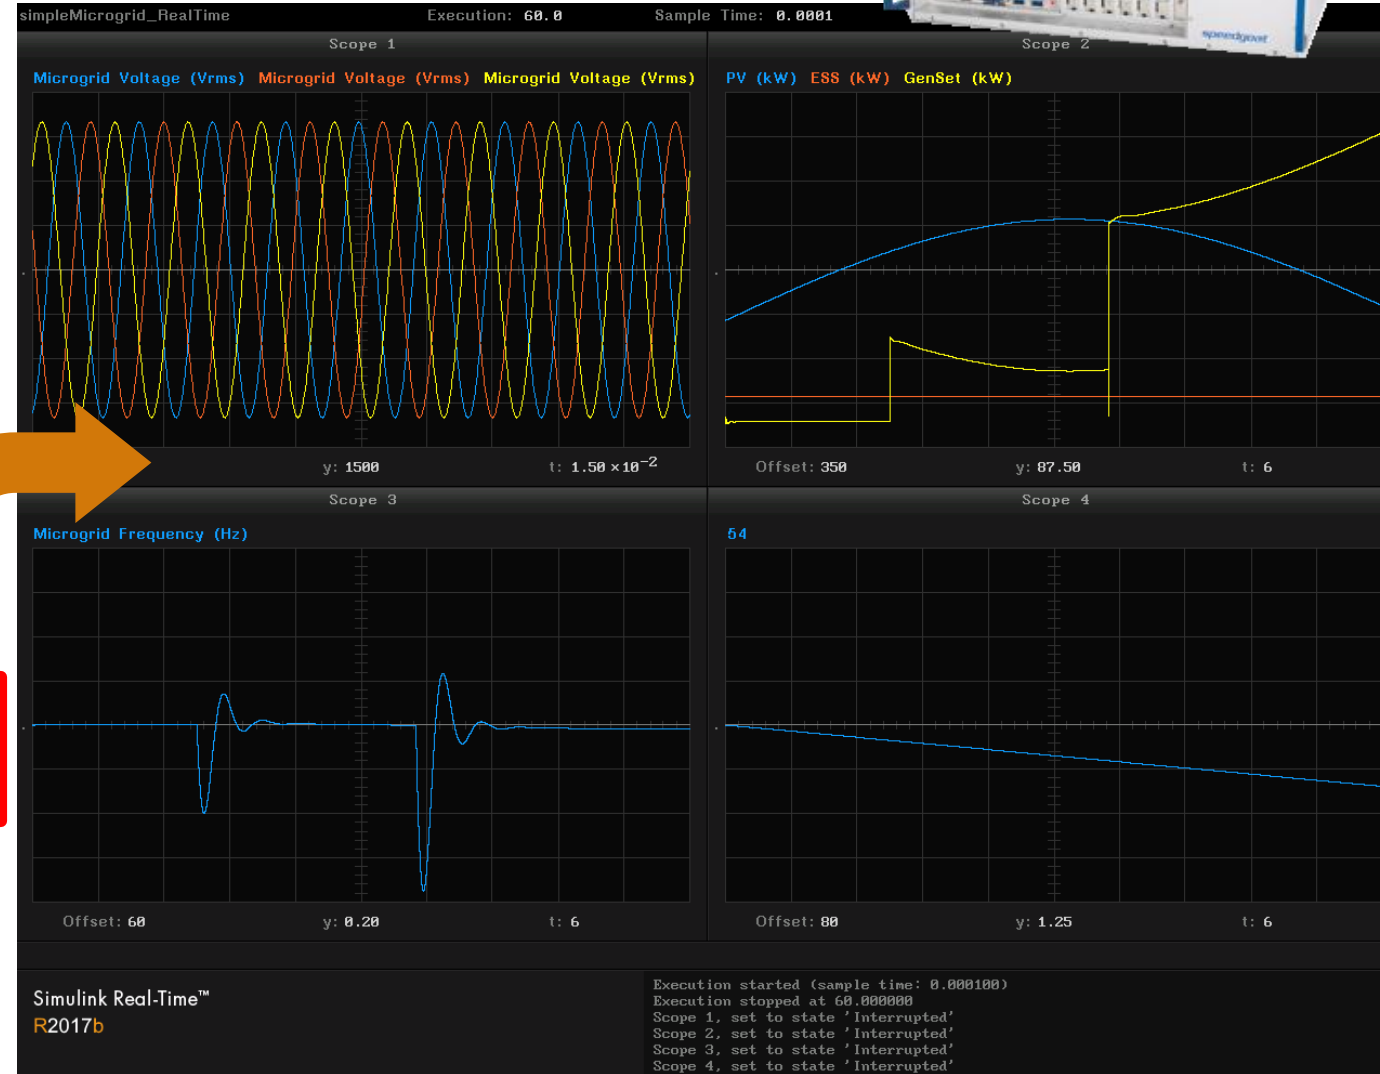 simpleMicrogrid_RealTime Execution: 60.0 Sample Time: 0.0001
speedgoat
Scope 1
Microgrid Voltage (Vrms) Microgrid Voltage (Vrms) Microgrid Voltage (Vrms)
y: 1500 t: 1.50 ×10⁻²
Scope 2
PV (kW) ESS (kW) GenSet (kW)
Offset: 350 y: 87.50 t: 6
Scope 3
Microgrid Frequency (Hz)
Offset: 60 y: 0.20 t: 6
Scope 4
δ4
Offset: 80 y: 1.25 t: 6
Simulink Real-Time™
R2017b
Execution started (sample time: 0.000100)
Execution stopped at 60.000000
Scope 1, set to state 'Interrupted'
Scope 2, set to state 'Interrupted'
Scope 3, set to state 'Interrupted'
Scope 4, set to state 'Interrupted'